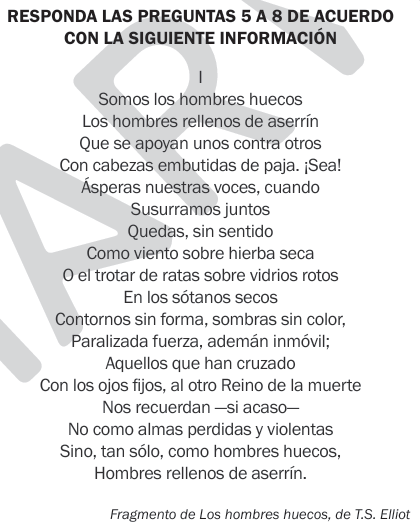 RESPONDA LAS PREGUNTAS 5 A 8 DE ACUERDO
CON LA SIGUIENTE INFORMACIÓN
I
Somos los hombres huecos
Los hombres rellenos de aserrín
Que se apoyan unos contra otros
Con cabezas embutidas de paja. ¡Sea!
Ásperas nuestras voces, cuando
Susurramos juntos
Quedas, sin sentido
Como viento sobre hierba seca
O el trotar de ratas sobre vidrios rotos
En los sótanos secos
Contornos sin forma, sombras sin color,
Paralizada fuerza, ademán inmóvil;
Aquellos que han cruzado
Con los ojos fijos, al otro Reino de la muerte
Nos recuerdan —si acaso—
No como almas perdidas y violentas
Sino, tan sólo, como hombres huecos,
Hombres rellenos de aserrín.
Fragmento de Los hombres huecos, de T.S. Elliot